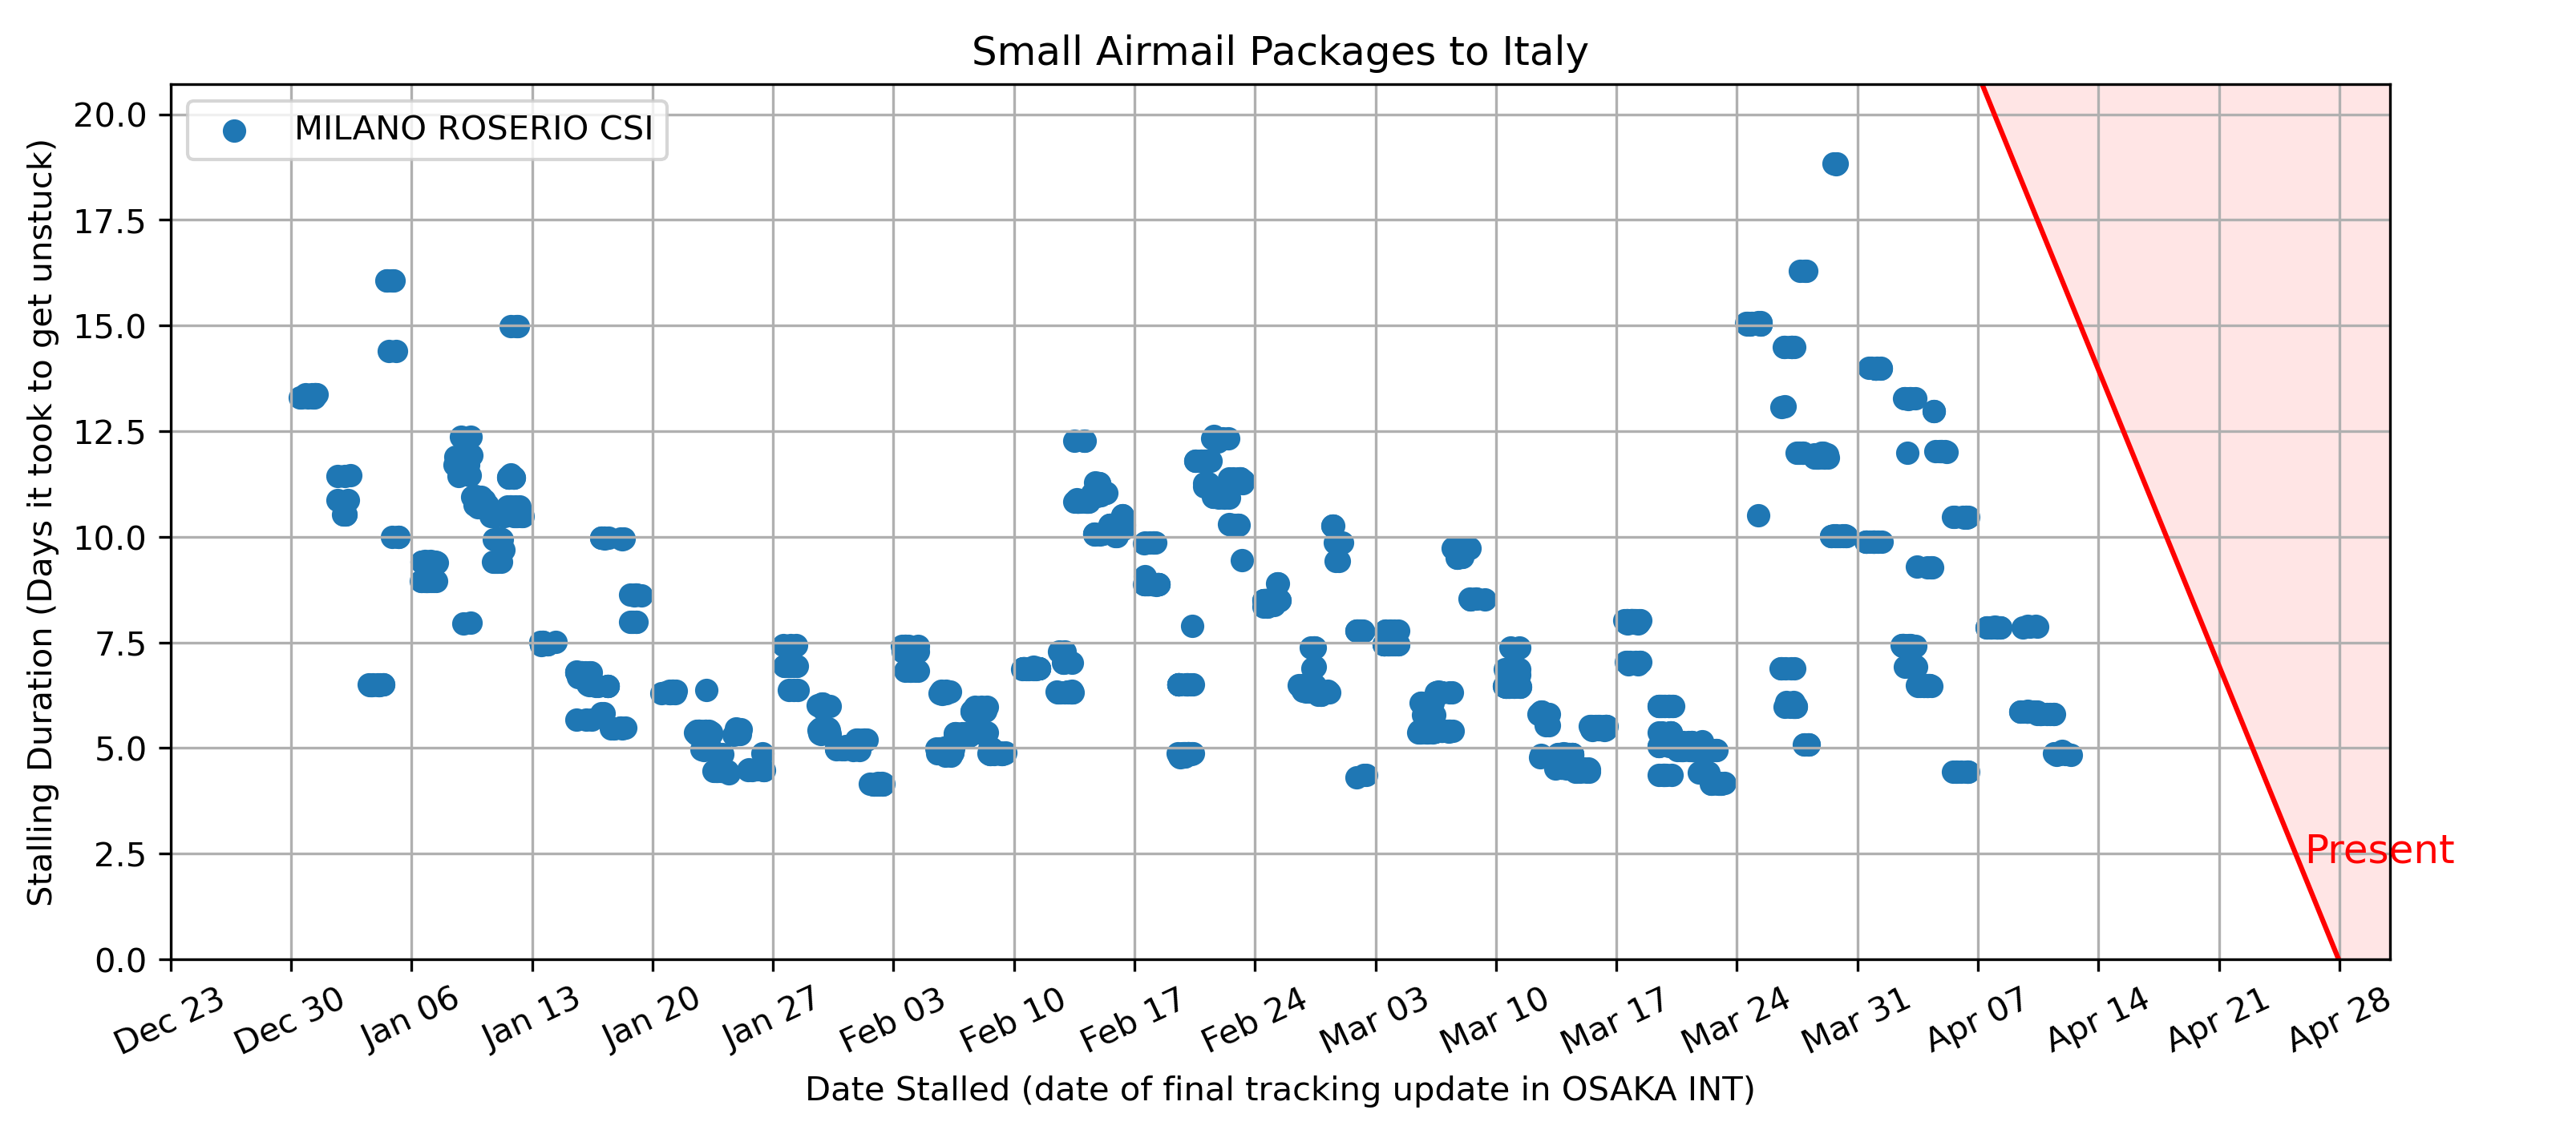 Small Airmail Packages to Italy
MILANO ROSERIO CSI
Stalling Duration (Days it took to get unstuck)
20.0
17.5
15.0
12.5
10.0
7.5
5.0
2.5
0.0
Present
Dec 23
Dec 30
Jan 06
Jan 13
Jan 20
Jan 27
Feb 03
Feb 10
Feb 17
Feb 24
Mar 03
Mar 10
Mar 17
Mar 24
Mar 31
Apr 07
Apr 14
Apr 21
Apr 28
Date Stalled (date of final tracking update in OSAKA INT)